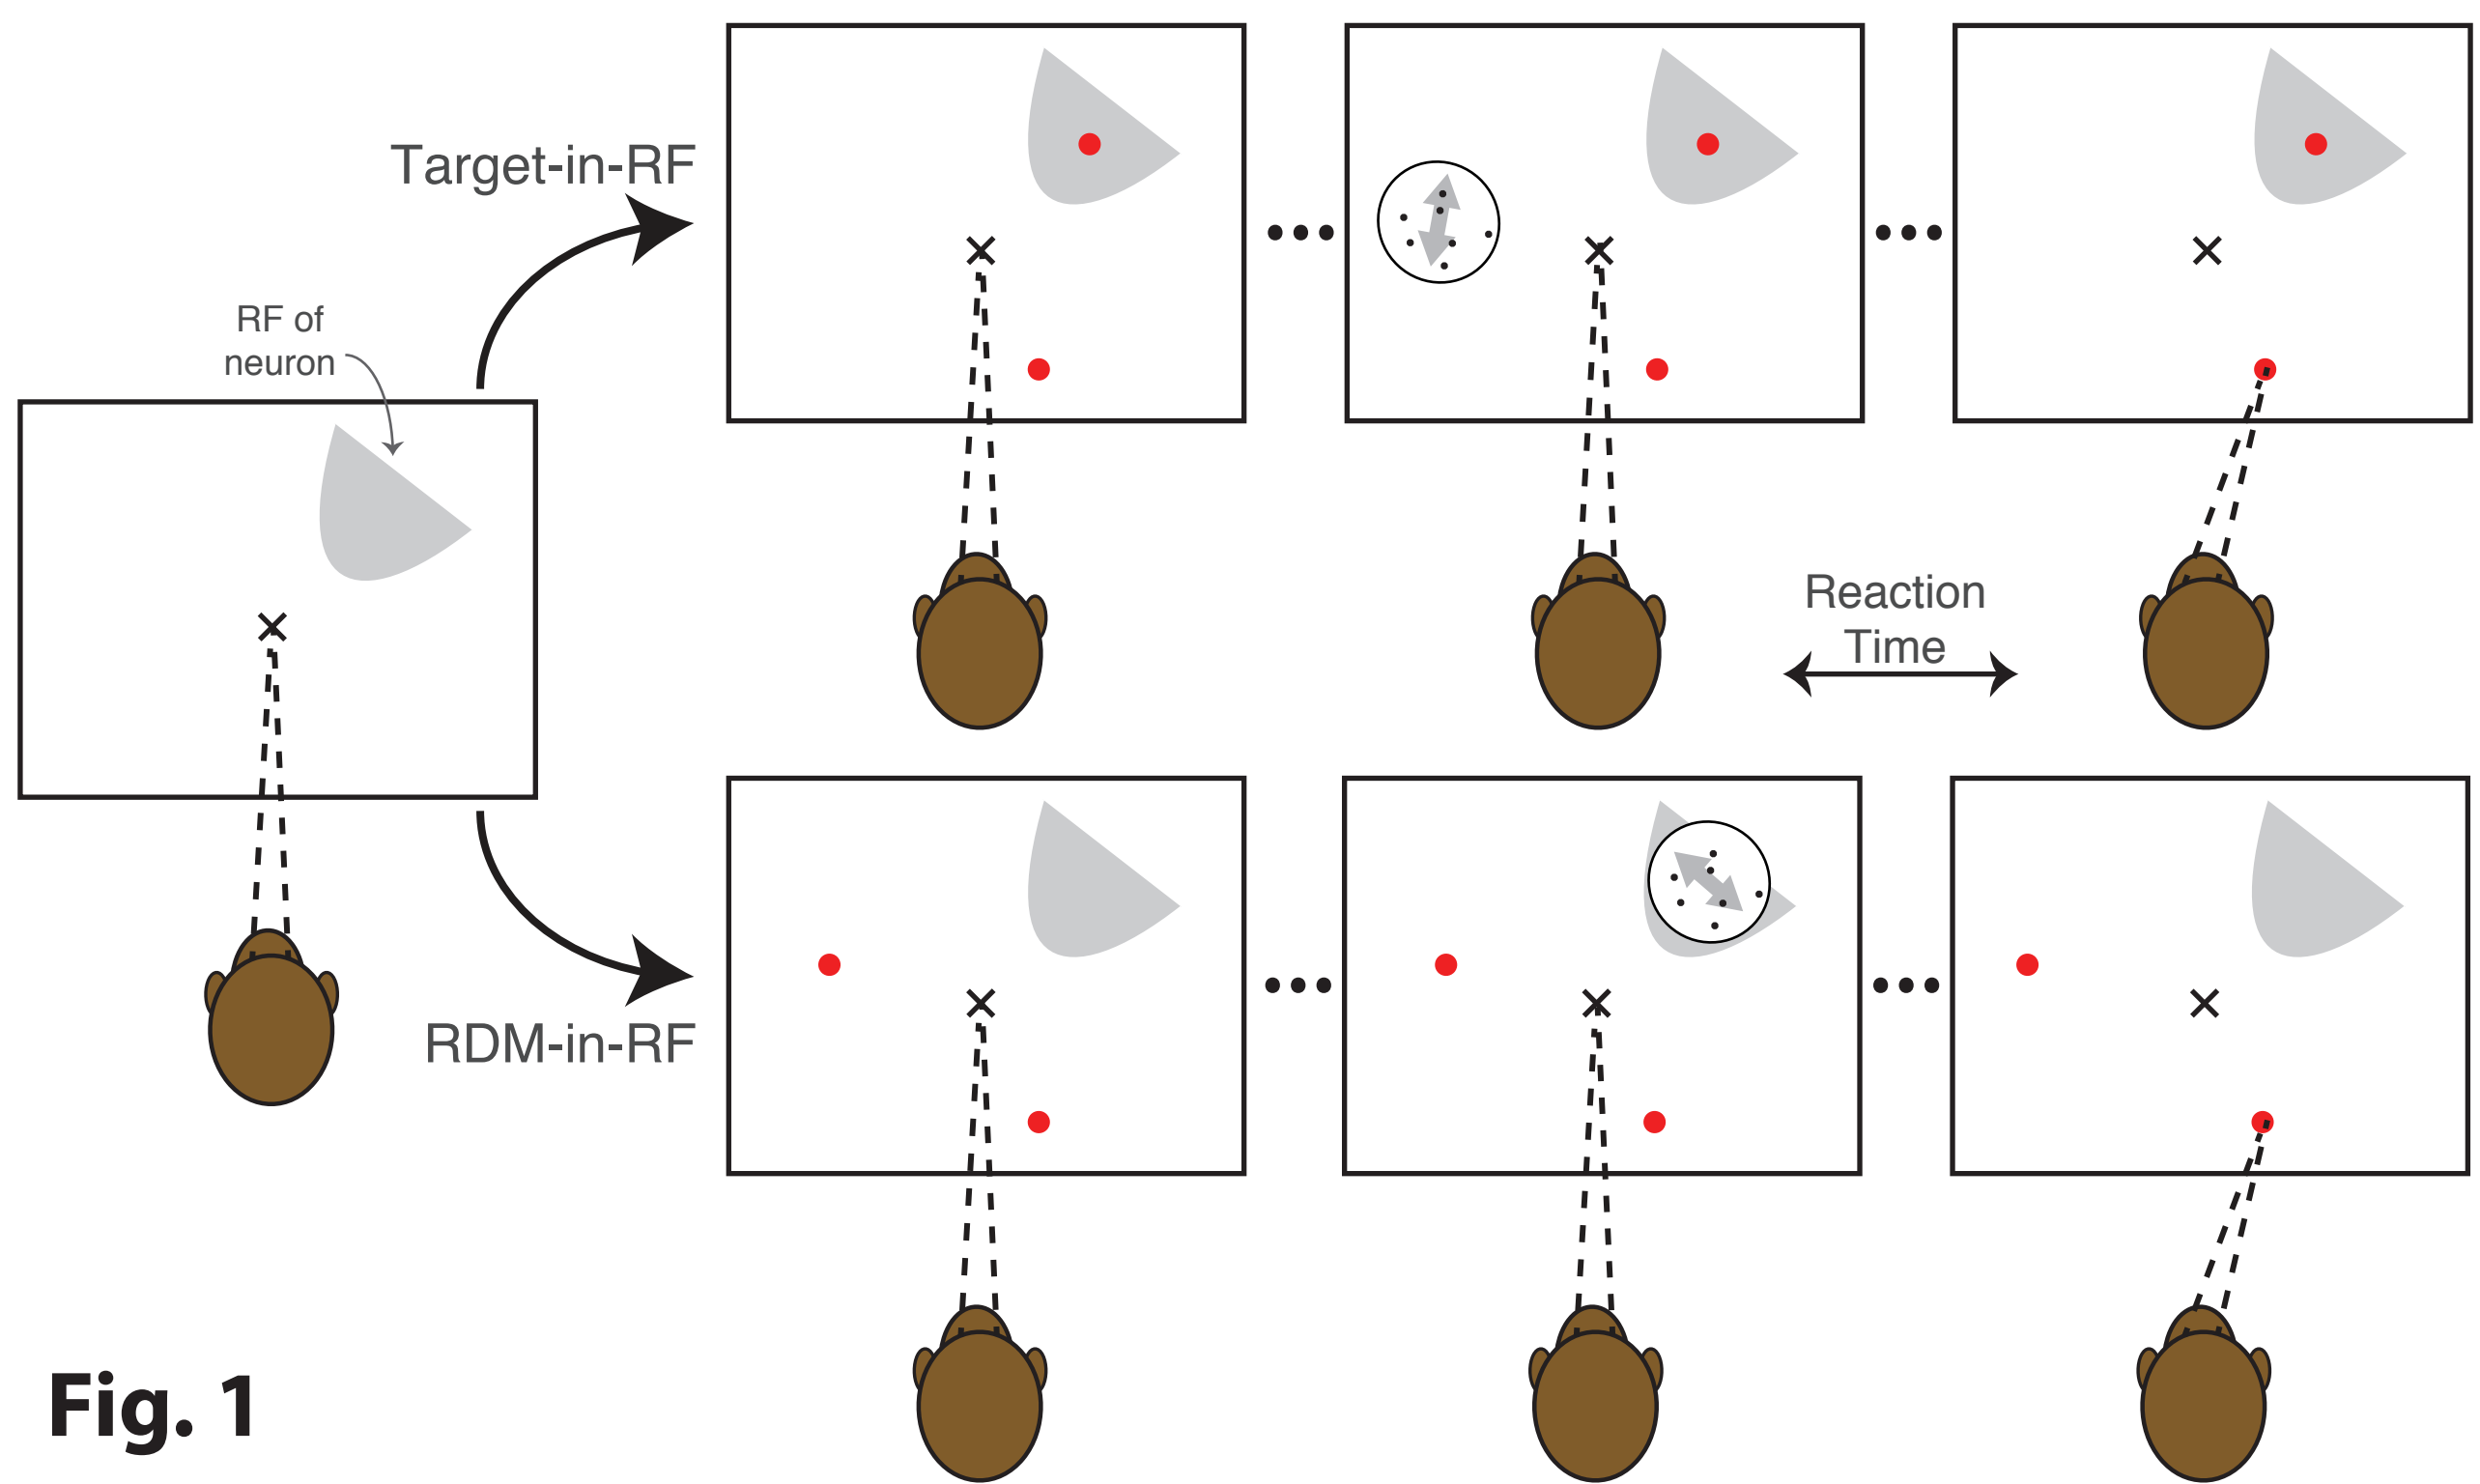 Target-in-RF
RF of
neuron
Reaction
Time
RDM-in-RF
Fig. 1